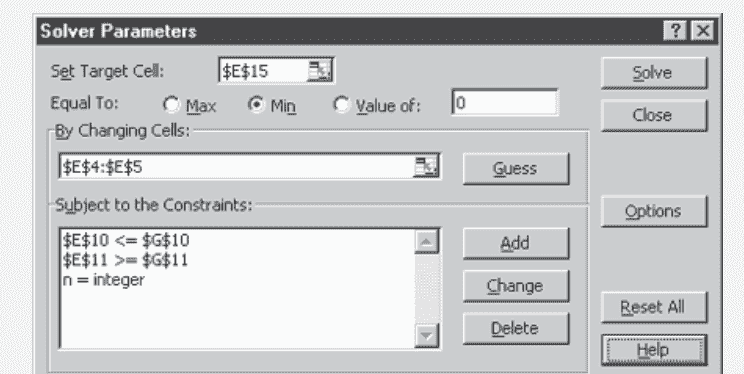 Solver Parameters
Set Target Cell: $E$15 Solve
Equal To: Max Min Value of: 0 Close
By Changing Cells:
$E$4:$E$5 Guess
Subject to the Constraints: Options
$E$10 <= $G$10 Add
$E$11 >= $G$11
n = integer
Change
Reset All
Delete
Help